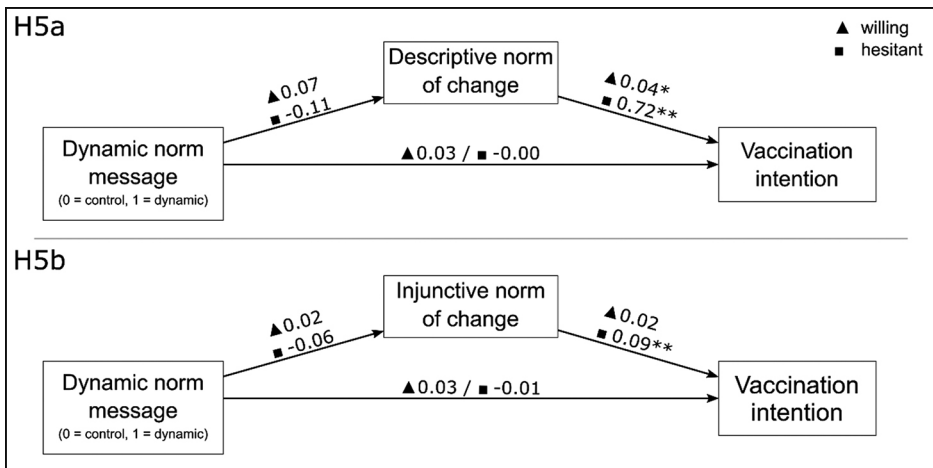 H5a
▲ willing
■ hesitant
Descriptive norm
of change
▲0.07
■ -0.11
▲0.04*
■ 0.72**
Dynamic norm
message
(0 = control, 1 = dynamic)
▲0.03 / ■ -0.00
Vaccination
intention
H5b
Injunctive norm
of change
▲0.02
■ -0.06
▲0.02
■ 0.09**
Dynamic norm
message
(0 = control, 1 = dynamic)
▲0.03 / ■ -0.01
Vaccination
intention